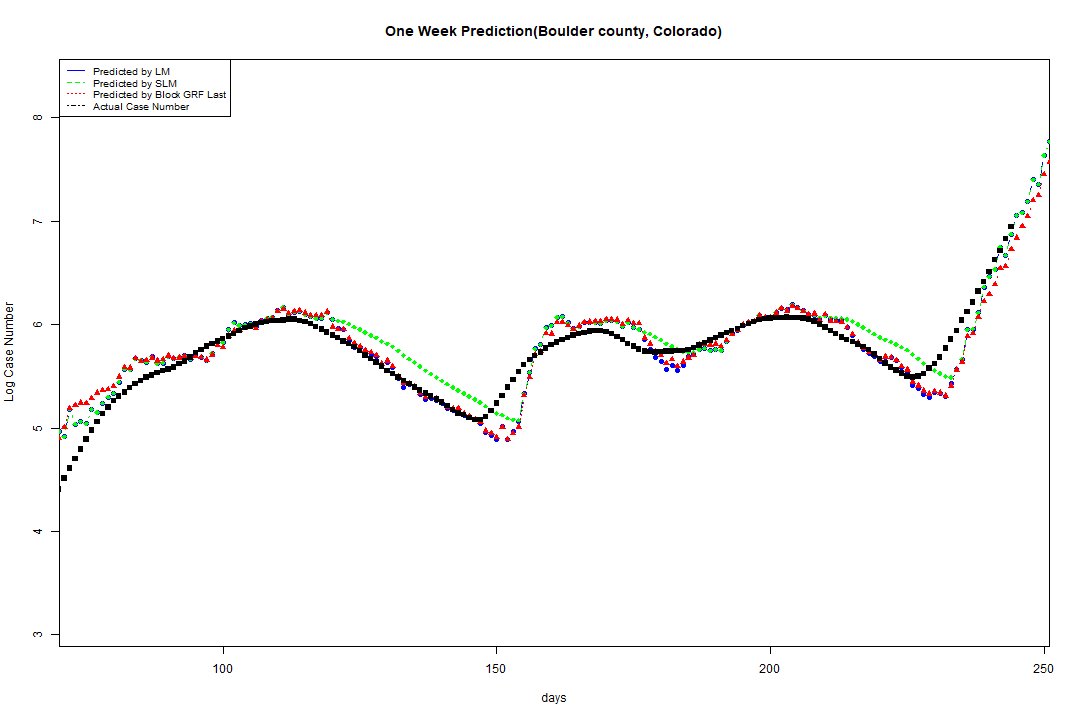 One Week Prediction(Boulder county, Colorado)
Predicted by LM
Predicted by SLM
Predicted by Block GRF Last
Actual Case Number
8
7
6
5
4
3
Log Case Number
100 150 200 250
days